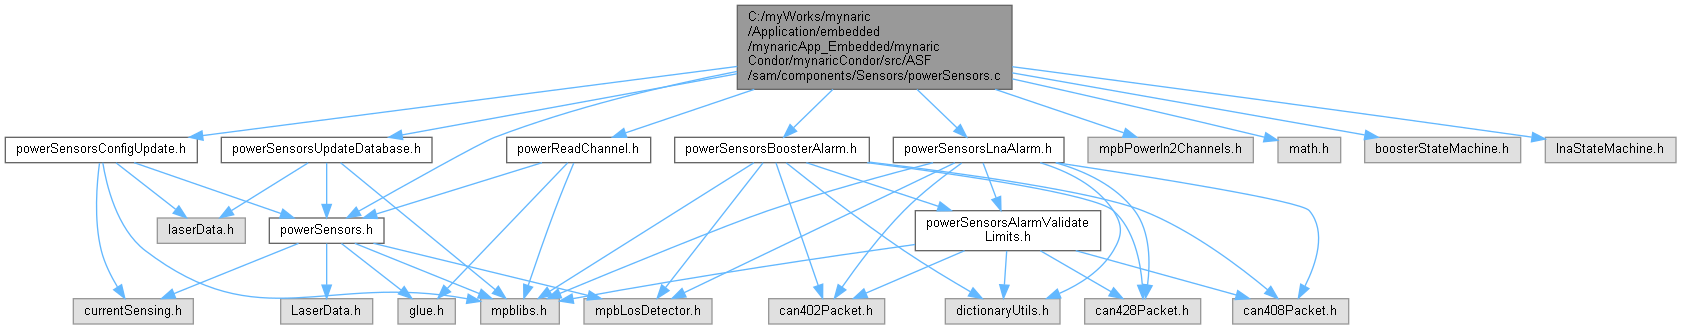 C:/myWorks/mynaric
/Application/embedded
/mynaricApp_Embedded/mynaric
Condor/mynaricCondor/src/ASF
/sam/components/Sensors/powerSensors.c
powerSensorsConfigUpdate.h
powerSensorsUpdateDatabase.h
powerReadChannel.h
powerSensorsBoosterAlarm.h
powerSensorsLnaAlarm.h
mpbPowerIn2Channels.h
math.h
boosterStateMachine.h
lnaStateMachine.h
laserData.h
powerSensors.h
powerSensorsAlarmValidate
Limits.h
currentSensing.h
LaserData.h
glue.h
mpblibs.h
mpbLosDetector.h
can402Packet.h
dictionaryUtils.h
can428Packet.h
can408Packet.h